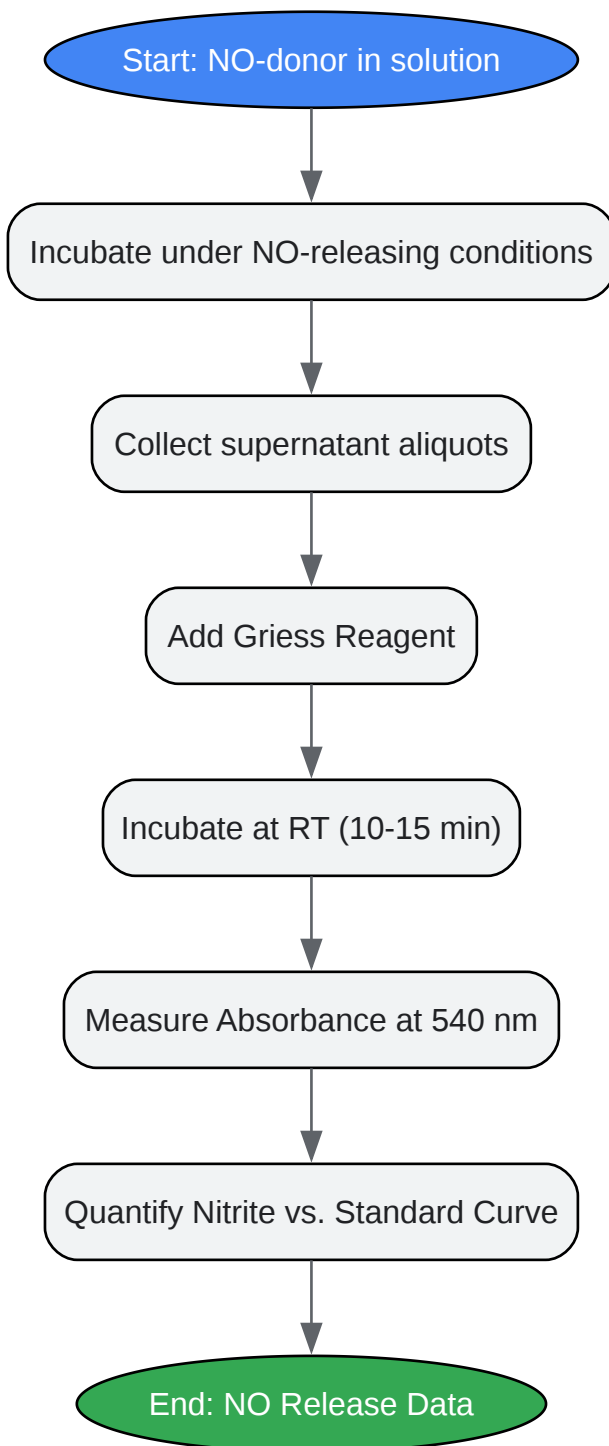 Start: NO-donor in solution
Incubate under NO-releasing conditions
Collect supernatant aliquots
Add Griess Reagent
Incubate at RT (10-15 min)
Measure Absorbance at 540 nm
Quantify Nitrite vs. Standard Curve
End: NO Release Data